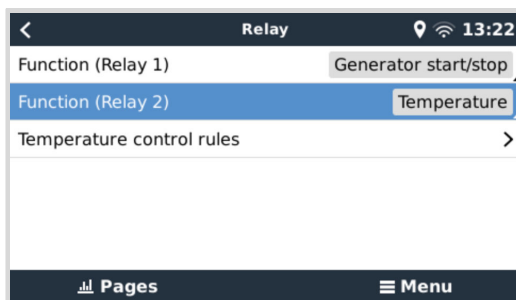 Relay 13:22
Function (Relay 1) Generator start/stop
Function (Relay 2) Temperature
Temperature control rules
Pages Menu